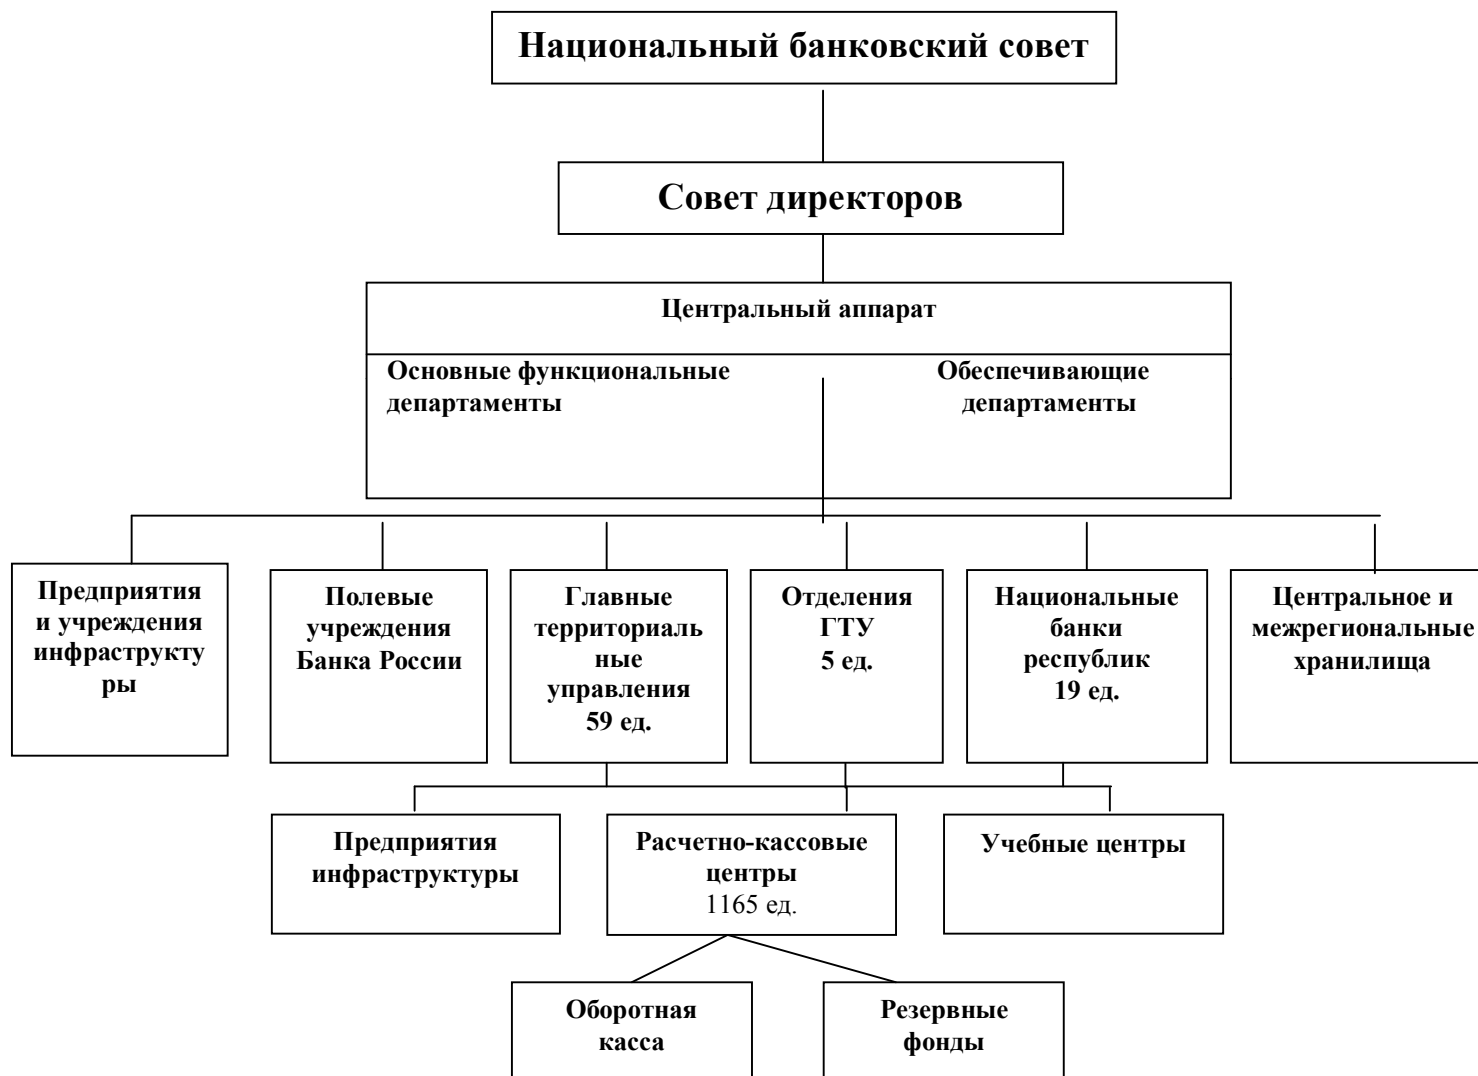 Национальный банковский совет
Совет директоров
Центральный аппарат
Основные функциональные
департаменты
Обеспечивающие
департаменты
Предприятия
и учреждения
инфраструкту
ры
Полевые
учреждения
Банка России
Главные
территориаль
ные
управления
59 ед.
Отделения
ГТУ
5 ед.
Национальные
банки
республик
19 ед.
Центральное и
межрегиональные
хранилища
Предприятия
инфраструктуры
Расчетно-кассовые
центры
1165 ед.
Учебные центры
Оборотная
касса
Резервные
фонды